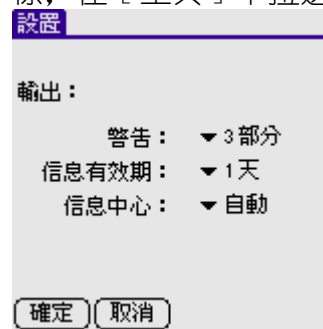 設置
輸出：
警告： 3 部分
信息有效期： 1 天
信息中心： 自動
確定 取消